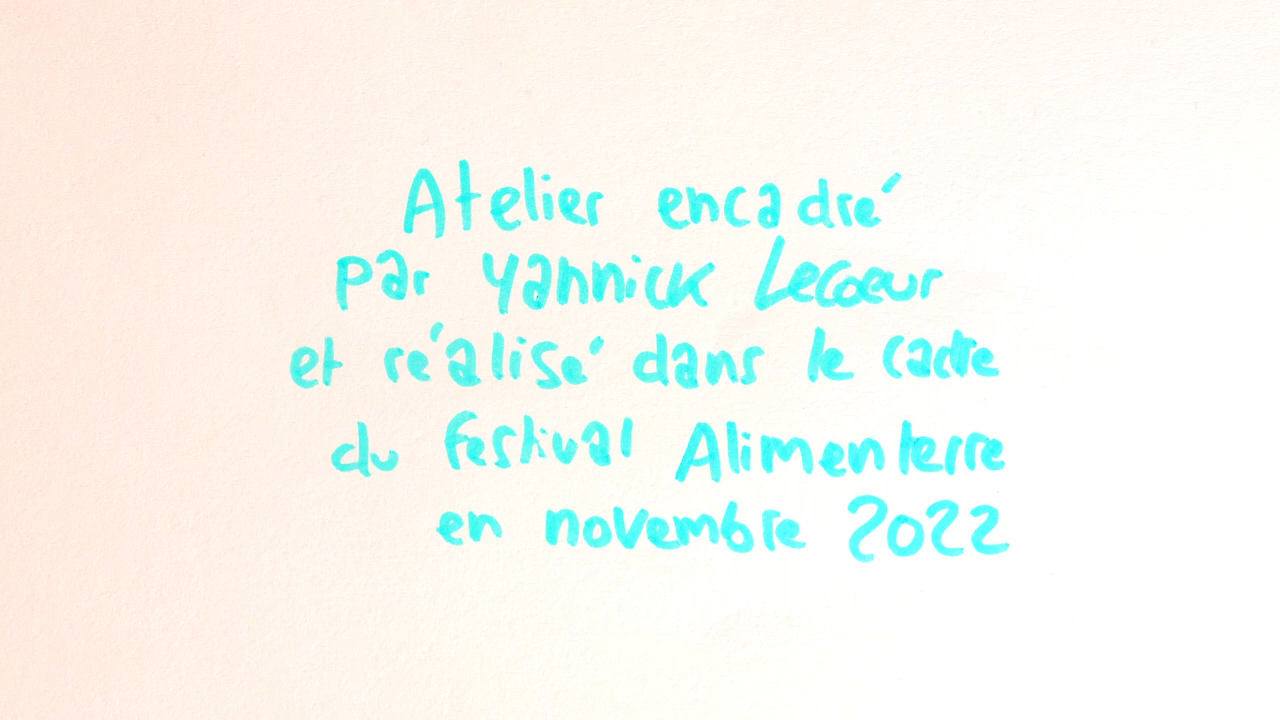 Atelier encadré
par Yannick Lecoeur
et réalisé dans le cadre
du festival Alimenterre
en novembre 2022